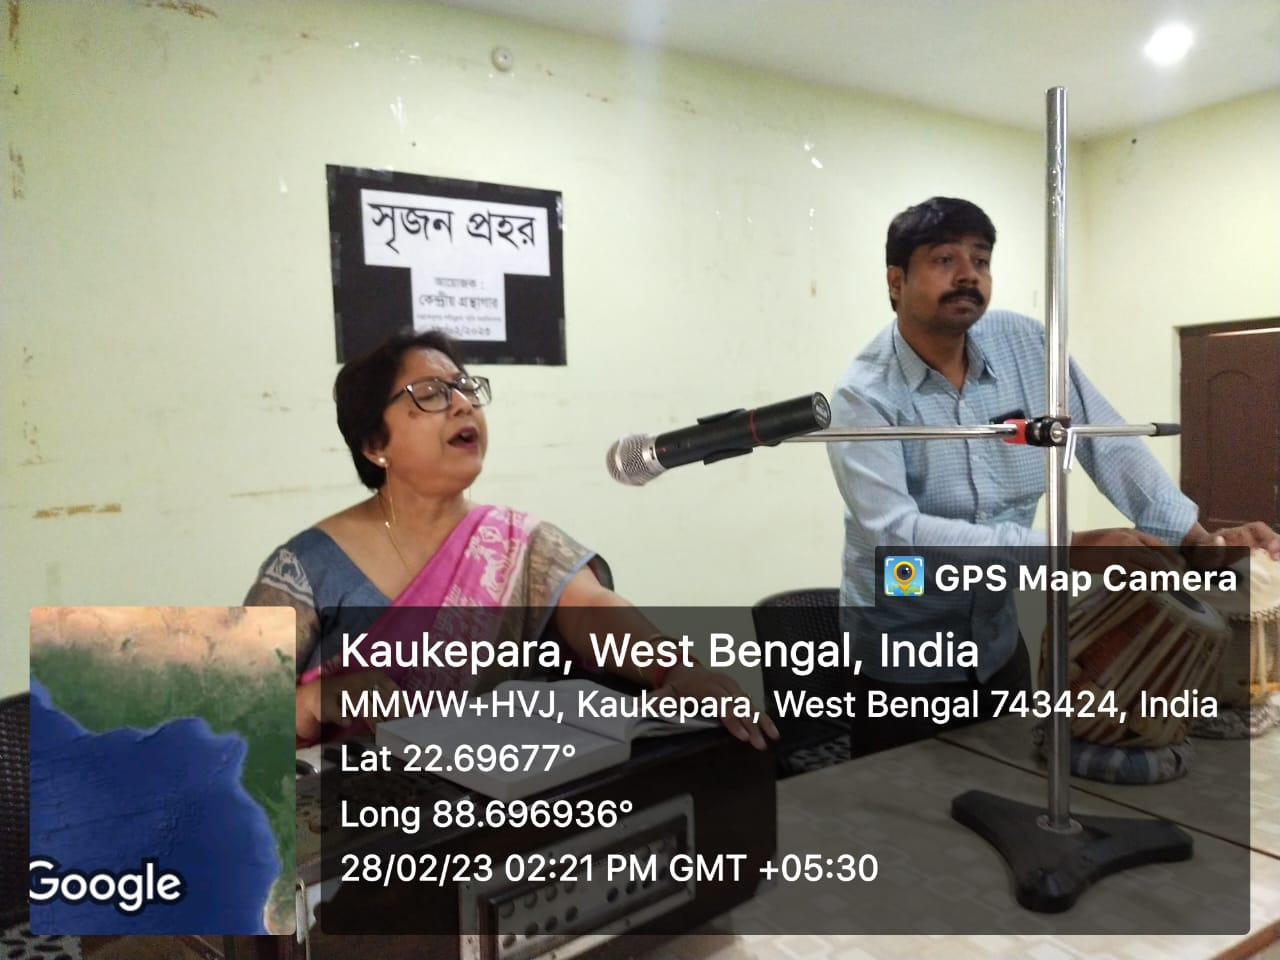 সৃজন প্রহর
আয়োজক :
কেন্দ্রীয় গ্রন্থাগার
GPS Map Camera
Kaukepara, West Bengal, India
MMWW+HVJ, Kaukepara, West Bengal 743424, India
Lat 22.69677°
Long 88.696936°
28/02/23 02:21 PM GMT +05:30
Google